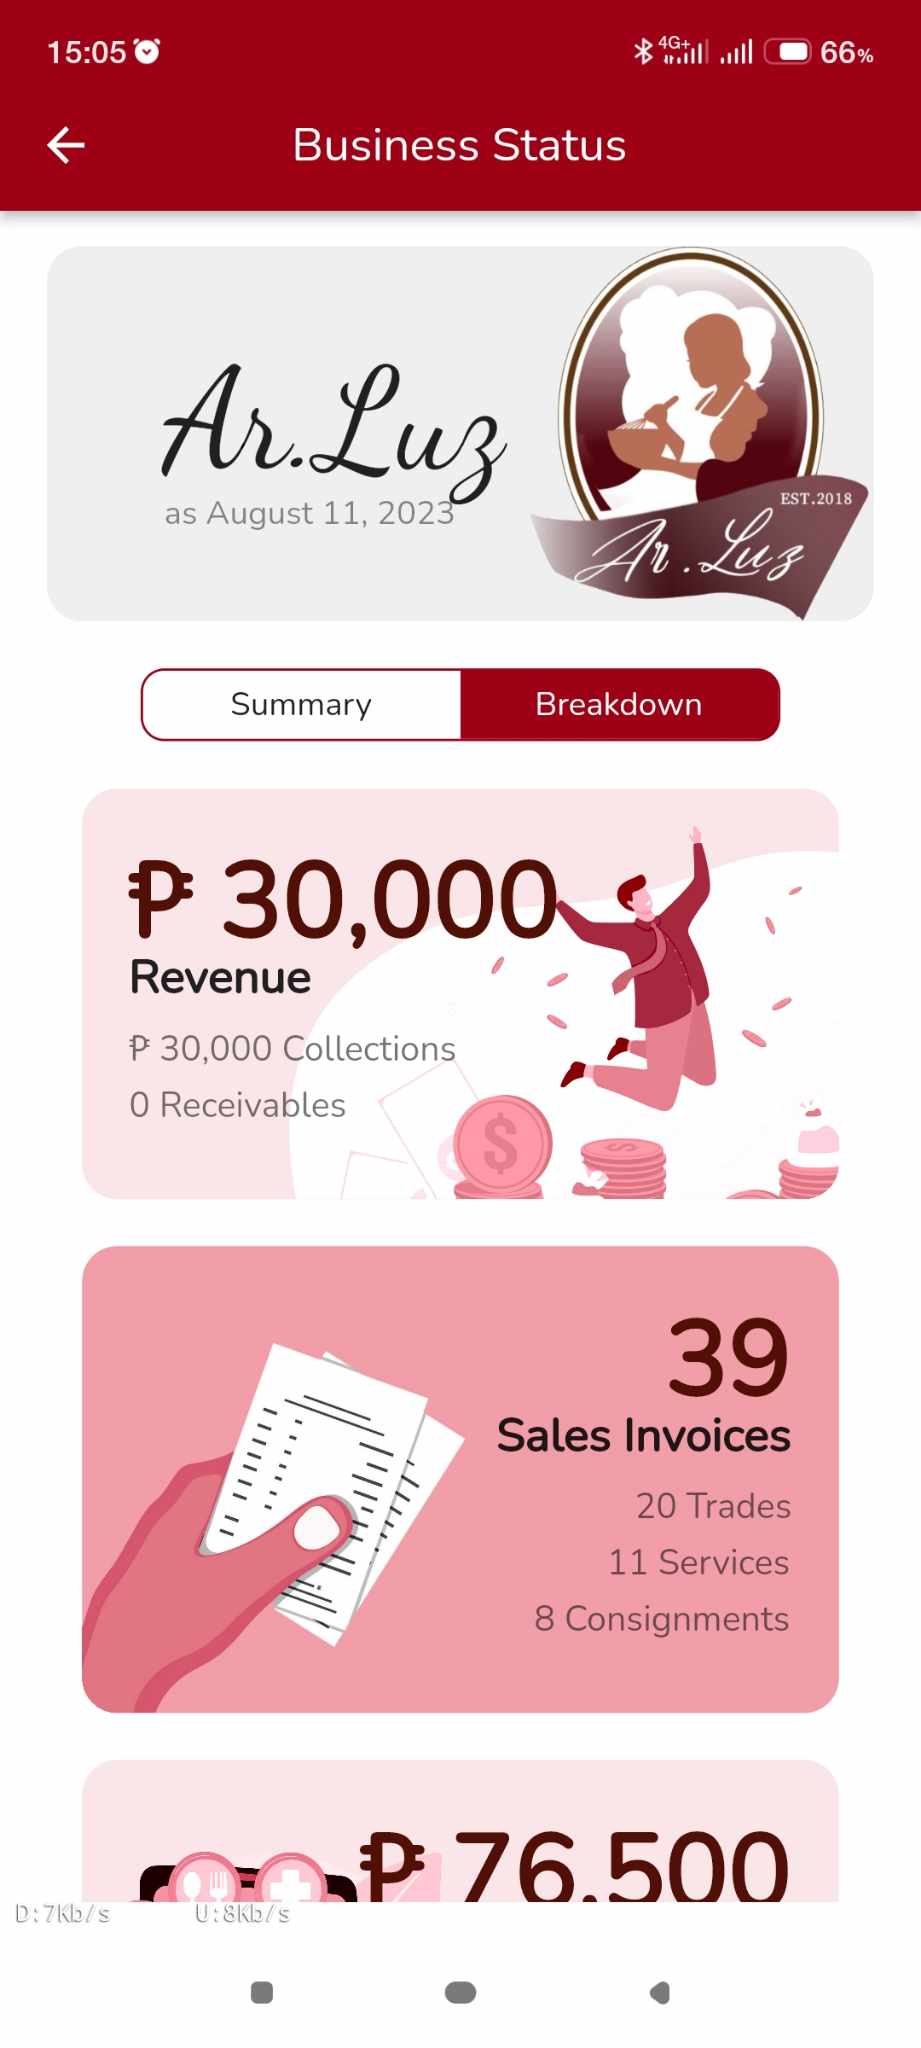 15:05 4G+ 66%
Business Status
Ar.Luz
as August 11, 2023
EST.2018
Ar.Luz
Summary Breakdown
₱ 30,000
Revenue
₱ 30,000 Collections
0 Receivables
$
$
39
Sales Invoices
20 Trades
11 Services
8 Consignments
₱ 76,500
D:7Kb/s U:8Kb/s